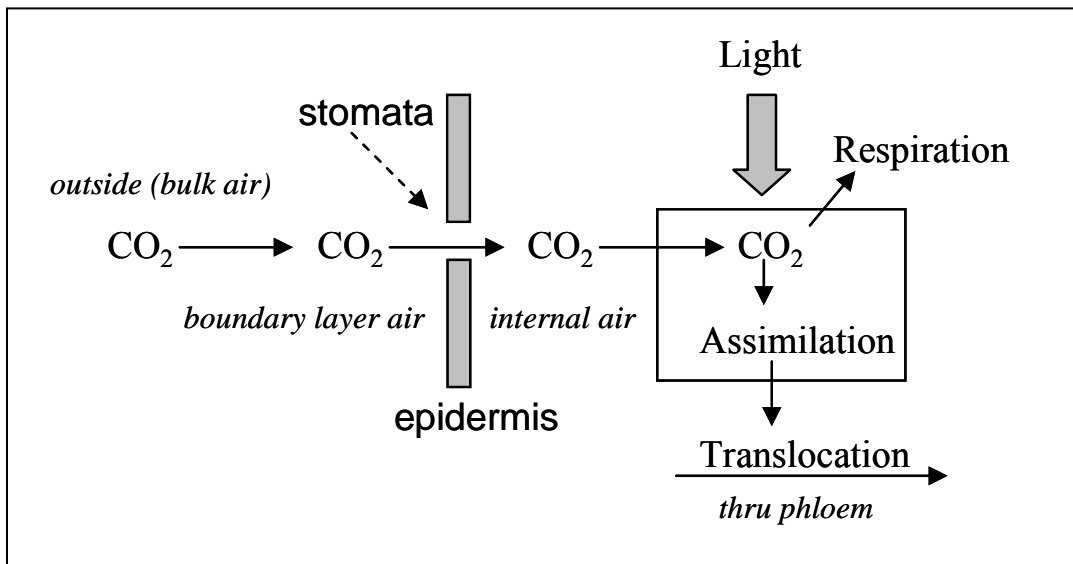 Light
stomata
Respiration
outside (bulk air)
CO₂ CO₂ CO₂ CO₂
boundary layer air internal air
Assimilation
epidermis
Translocation
thru phloem